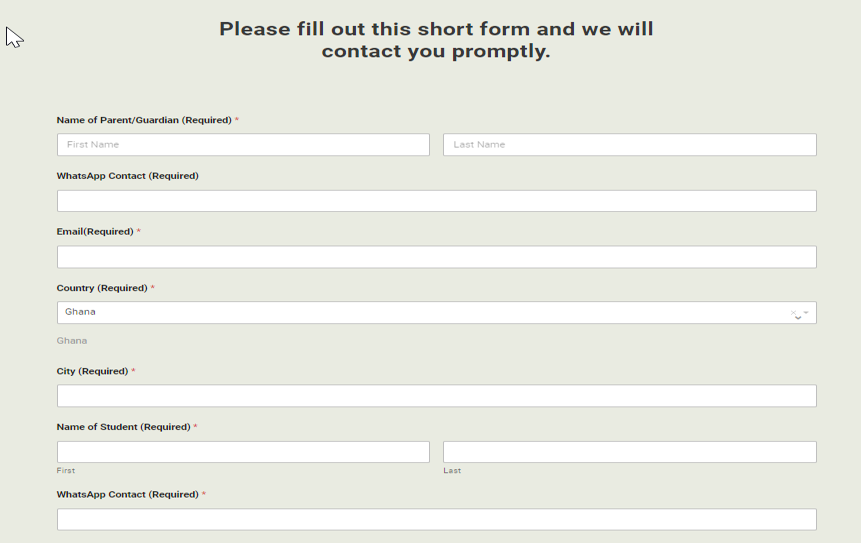 Please fill out this short form and we will
contact you promptly.
Name of Parent/Guardian (Required) *
First Name
Last Name
WhatsApp Contact (Required)
Email(Required) *
Country (Required) *
Ghana
Ghana
City (Required) *
Name of Student (Required) *
First
Last
WhatsApp Contact (Required) *